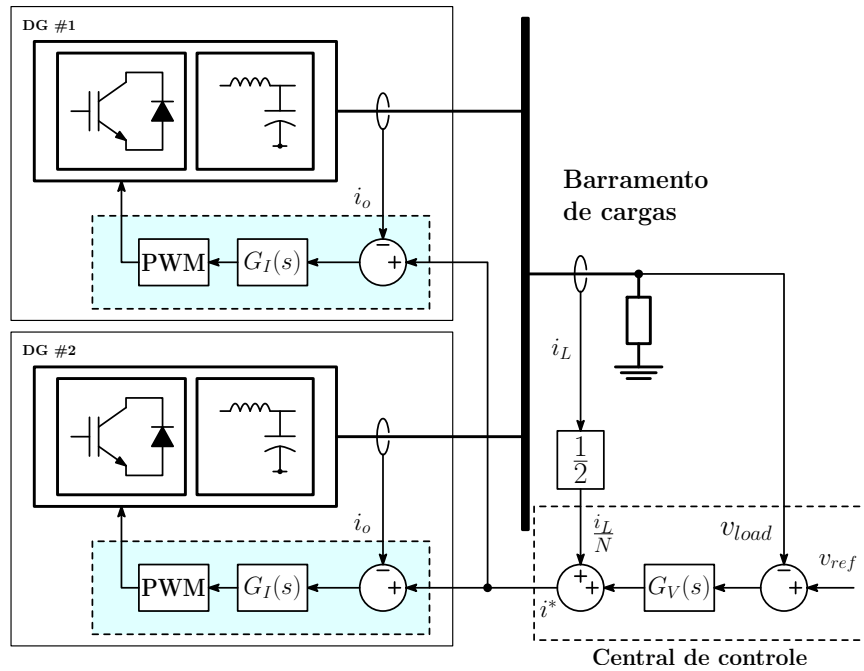 DG #1
i_o
−
+
PWM
G_I(s)
Barramento
de cargas
i_L
DG #2
i_o
−
+
PWM
G_I(s)
1
2
i_L
N
v_load
v_ref
+
+
i*
G_V(s)
−
+
Central de controle